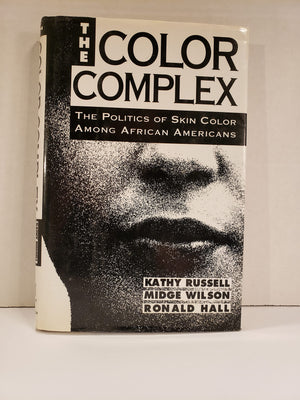 THE COLOR
COMPLEX
THE POLITICS OF SKIN COLOR
AMONG AFRICAN AMERICANS
KATHY RUSSELL
MIDGE WILSON
RONALD HALL